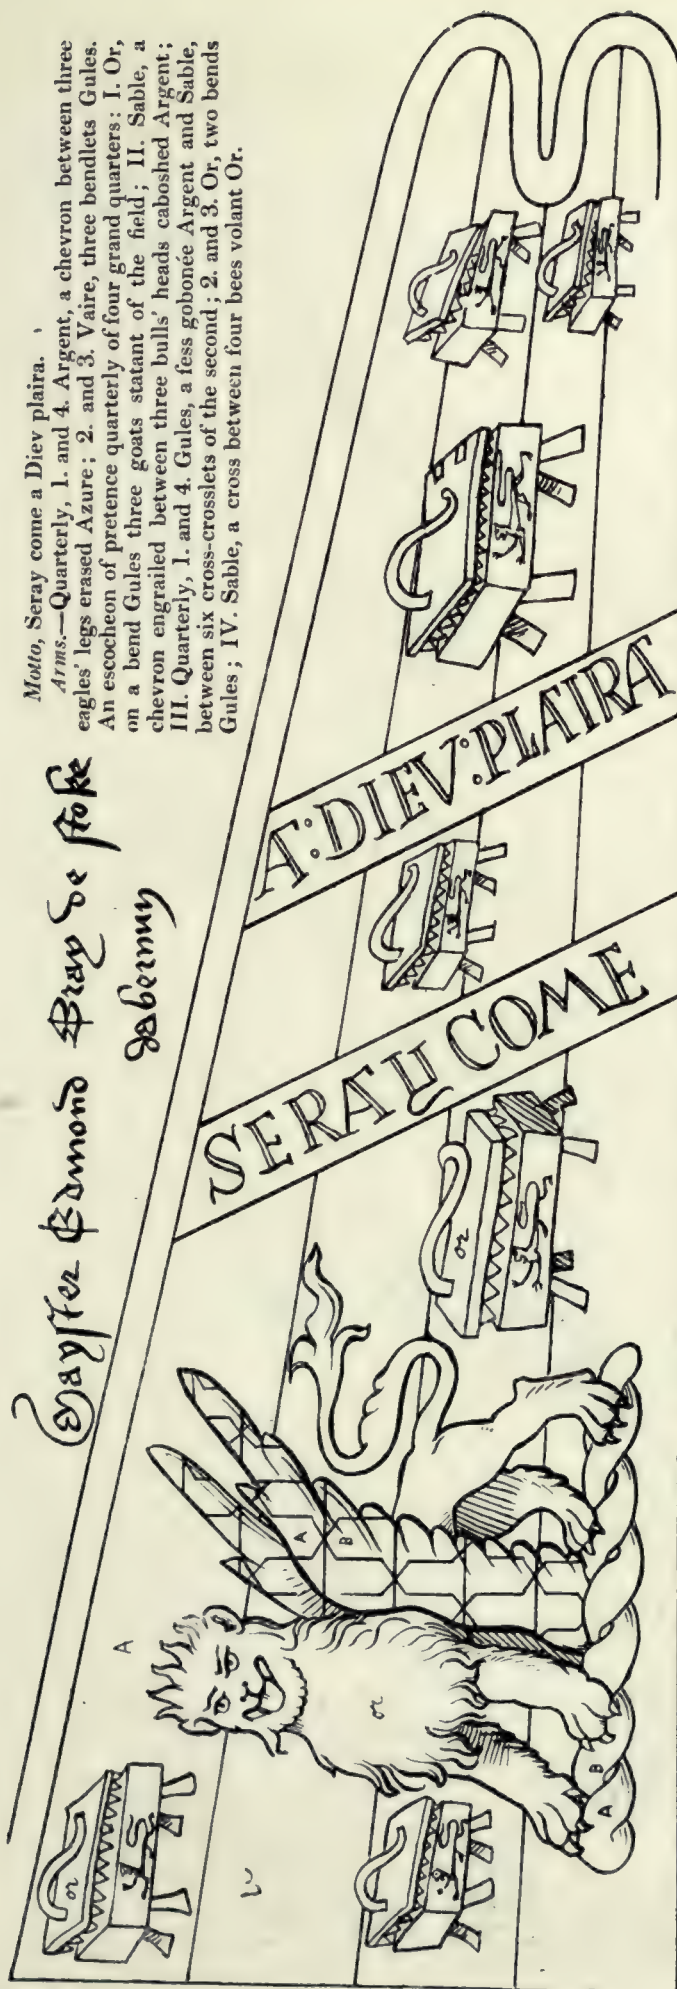 Mayster Edmond Bray de stoke
dabernun
Motto, Seray come a Diev plaira.
Arms.—Quarterly, 1. and 4. Argent, a chevron between three
eagles' legs erased Azure; 2. and 3. Vaire, three bendlets Gules.
An escocheon of pretence quarterly of four grand quarters: I. Or,
on a bend Gules three goats statant of the field; II. Sable, a
chevron engrailed between three bulls' heads caboshed Argent;
III. Quarterly, 1. and 4. Gules, a fess gobonée Argent and Sable,
between six cross-crosslets of the second; 2. and 3. Or, two bends
Gules; IV. Sable, a cross between four bees volant Or.
or
A
or
A
B
B
A
or
SERAY COME
A:DIEV:PLAIRA